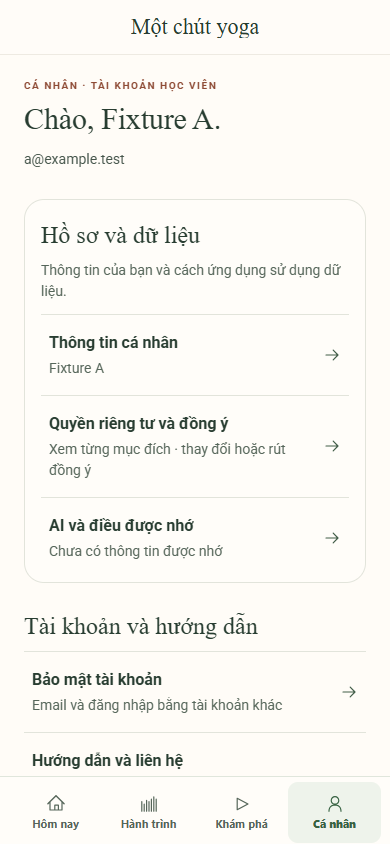 Một chút yoga
CÁ NHÂN · TÀI KHOẢN HỌC VIÊN
Chào, Fixture A.
a@example.test
Hồ sơ và dữ liệu
Thông tin của bạn và cách ứng dụng sử dụng dữ
liệu.
Thông tin cá nhân
Fixture A
Quyền riêng tư và đồng ý
Xem từng mục đích · thay đổi hoặc rút
đồng ý
AI và điều được nhớ
Chưa có thông tin được nhớ
Tài khoản và hướng dẫn
Bảo mật tài khoản
Email và đăng nhập bằng tài khoản khác
Hướng dẫn và liên hệ
Hôm nay
Hành trình
Khám phá
Cá nhân